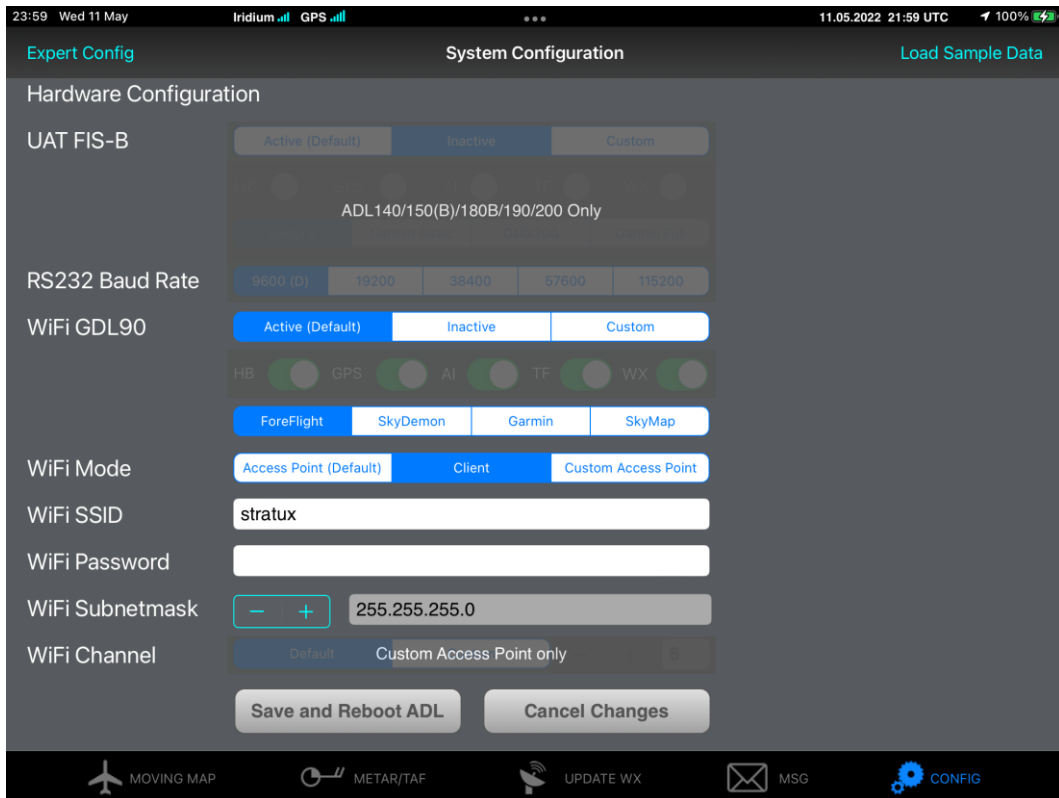 23:59 Wed 11 May Iridium GPS 11.05.2022 21:59 UTC 100%
Expert Config System Configuration Load Sample Data
Hardware Configuration
UAT FIS-B Active (Default) Inactive Custom
ADL140/150(B)/180B/190/200 Only
RS232 Baud Rate 9600 (D) 19200 38400 57600 115200
WiFi GDL90 Active (Default) Inactive Custom
HB GPS AI TF WX
ForeFlight SkyDemon Garmin SkyMap
WiFi Mode Access Point (Default) Client Custom Access Point
WiFi SSID stratux
WiFi Password
WiFi Subnetmask − + 255.255.255.0
WiFi Channel Default Custom Access Point only
Save and Reboot ADL Cancel Changes
MOVING MAP METAR/TAF UPDATE WX MSG CONFIG